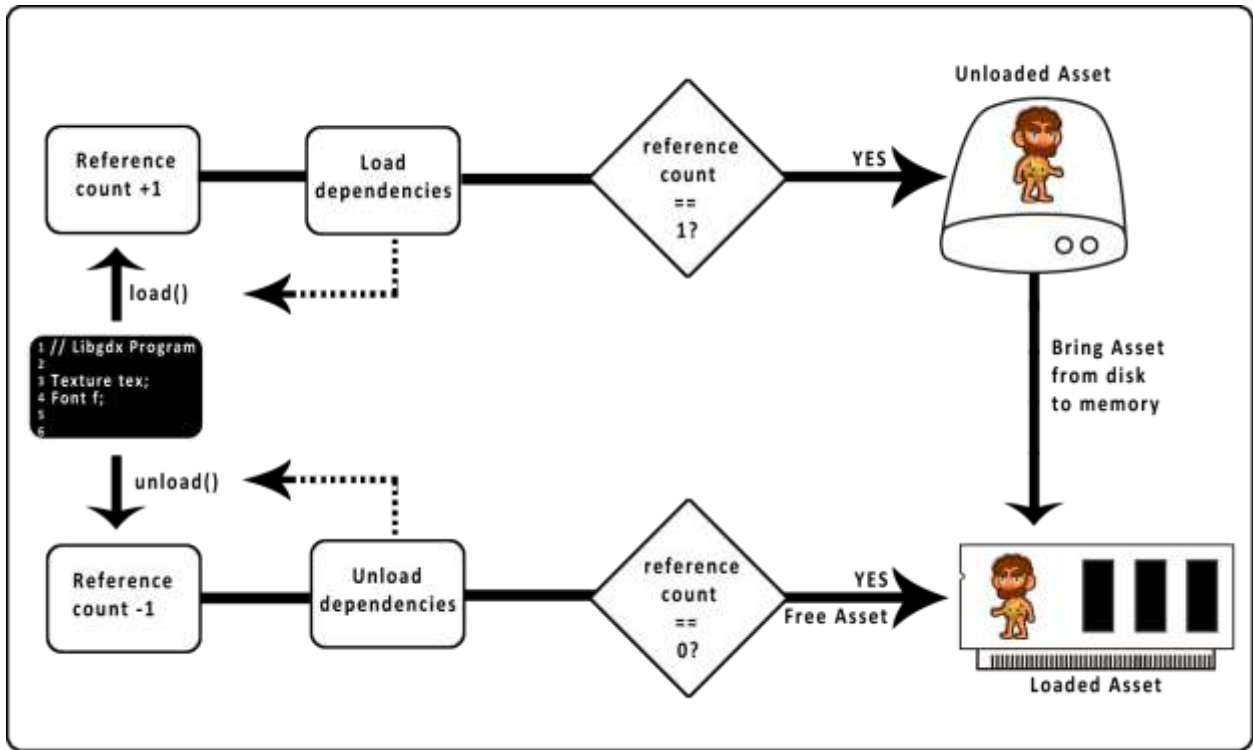 Unloaded Asset
Reference
count +1
Load
dependencies
reference
count
==
1?
YES
load()
1 // Libgdx Program
2
3 Texture tex;
4 Font f;
5
6
Bring Asset
from disk
to memory
unload()
Reference
count -1
Unload
dependencies
reference
count
==
0?
YES
Free Asset
Loaded Asset